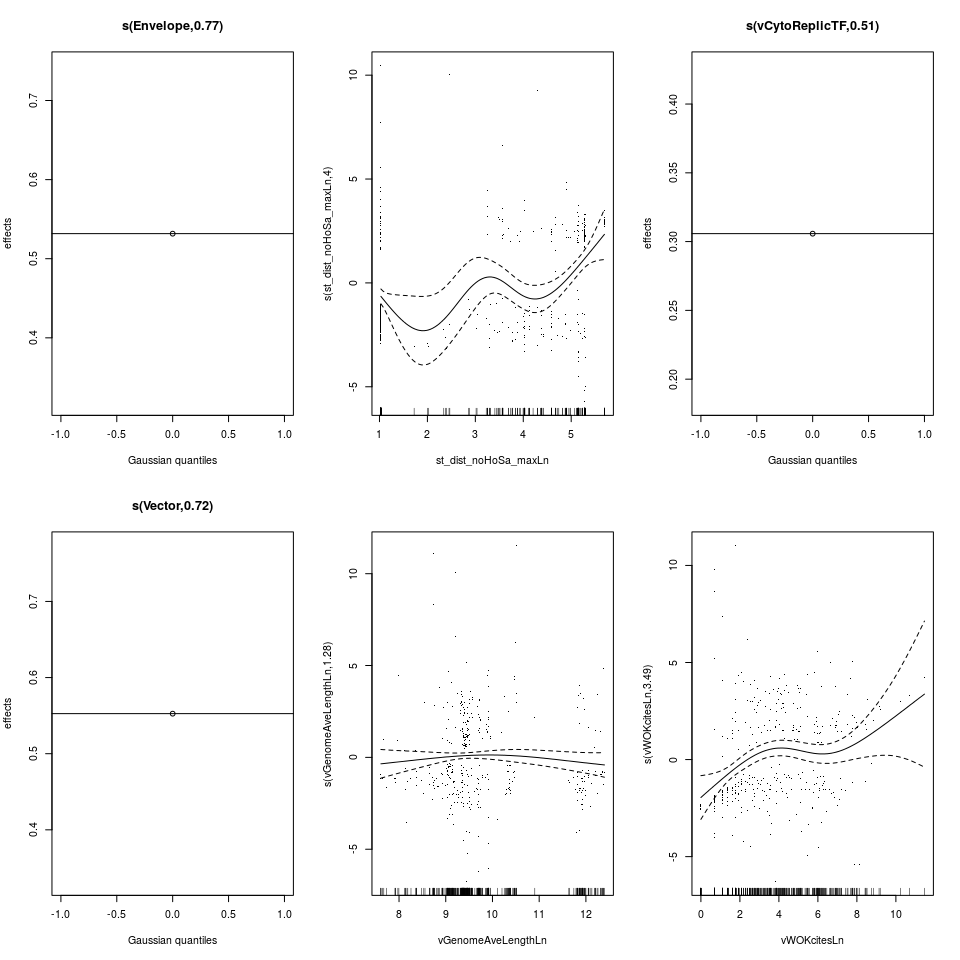 s(Envelope,0.77)
effects
0.4 0.5 0.6 0.7
-1.0 -0.5 0.0 0.5 1.0
Gaussian quantiles
s(st_dist_noHoSa_maxLn,4)
-5 0 5 10
1 2 3 4 5
st_dist_noHoSa_maxLn
s(vCytoReplicTF,0.51)
effects
0.20 0.25 0.30 0.35 0.40
-1.0 -0.5 0.0 0.5 1.0
Gaussian quantiles
s(Vector,0.72)
effects
0.4 0.5 0.6 0.7
-1.0 -0.5 0.0 0.5 1.0
Gaussian quantiles
s(vGenomeAveLengthLn,1.28)
-5 0 5 10
8 9 10 11 12
vGenomeAveLengthLn
s(vWOKcitesLn,3.49)
-5 0 5 10
0 2 4 6 8 10
vWOKcitesLn